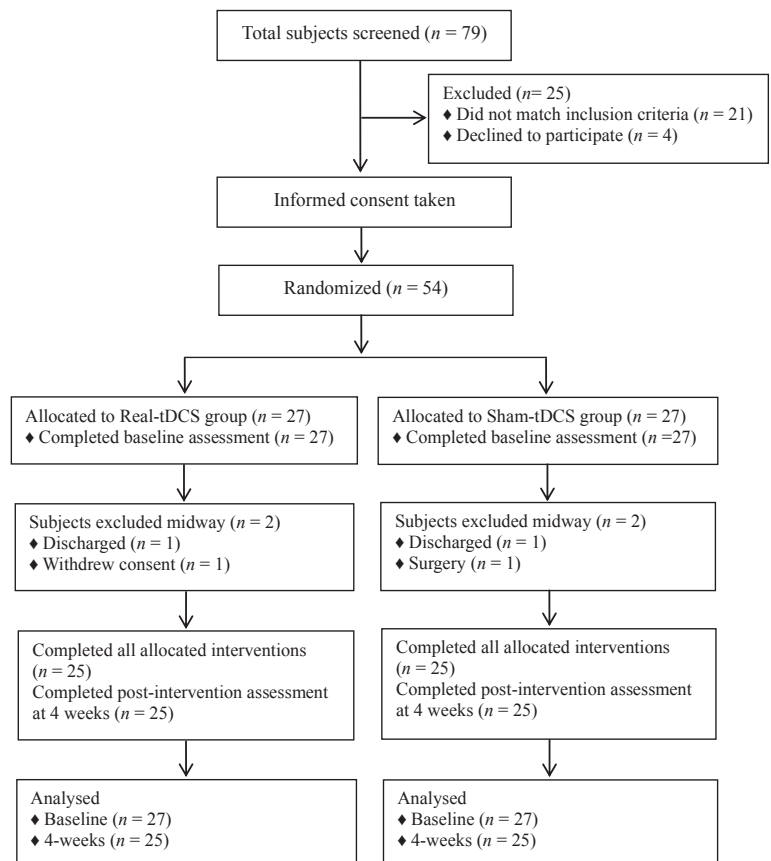 Total subjects screened (n = 79)
Excluded (n= 25)
♦ Did not match inclusion criteria (n = 21)
♦ Declined to participate (n = 4)
Informed consent taken
Randomized (n = 54)
Allocated to Real-tDCS group (n = 27)
♦ Completed baseline assessment (n = 27)
Allocated to Sham-tDCS group (n = 27)
♦ Completed baseline assessment (n =27)
Subjects excluded midway (n = 2)
♦ Discharged (n = 1)
♦ Withdrew consent (n = 1)
Subjects excluded midway (n = 2)
♦ Discharged (n = 1)
♦ Surgery (n = 1)
Completed all allocated interventions
(n = 25)
Completed post-intervention assessment
at 4 weeks (n = 25)
Completed all allocated interventions
(n = 25)
Completed post-intervention assessment
at 4 weeks (n = 25)
Analysed
♦ Baseline (n = 27)
♦ 4-weeks (n = 25)
Analysed
♦ Baseline (n = 27)
♦ 4-weeks (n = 25)